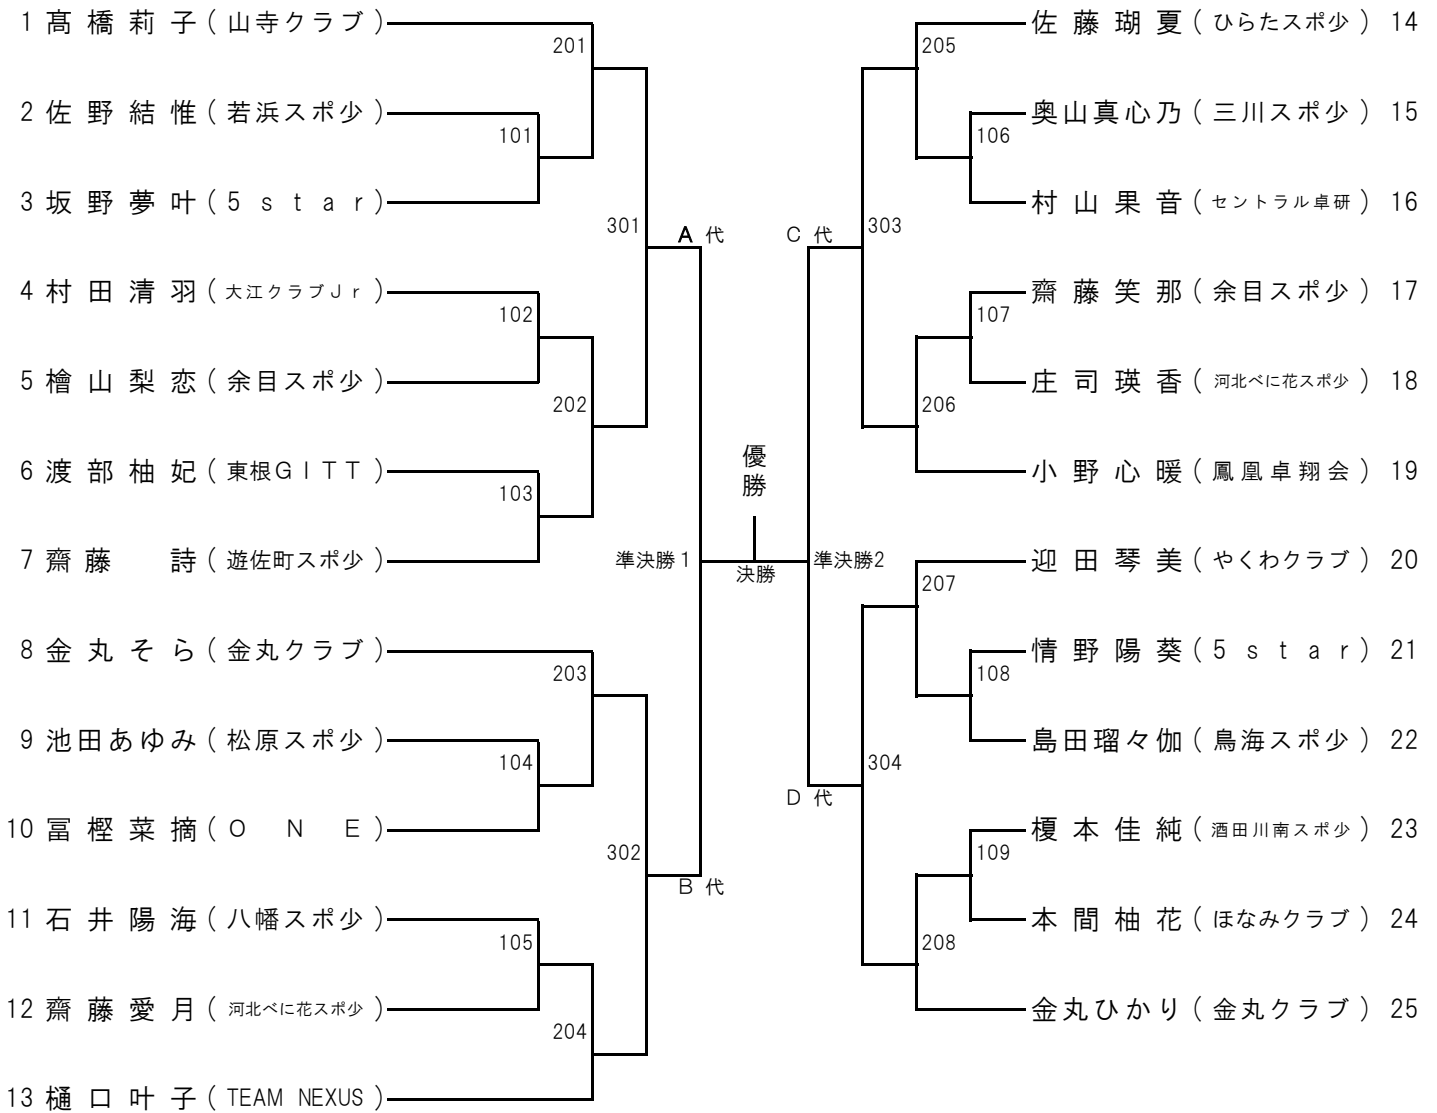 1 髙橋莉子(山寺クラブ)
201
2 佐野結惟(若浜スポ少)
101
3 坂野夢叶(5star)
301
A代
4 村田清羽(大江クラブJr)
102
5 檜山梨恋(余目スポ少)
202
6 渡部柚妃(東根GITT)
103
7 齋藤 詩(遊佐町スポ少)
準決勝1
8 金丸そら(金丸クラブ)
203
9 池田あゆみ(松原スポ少)
104
10 冨樫菜摘(ONE)
302
B代
11 石井陽海(八幡スポ少)
105
12 齋藤愛月(河北べに花スポ少)
204
13 樋口叶子(TEAM NEXUS)
優勝
決勝
佐藤瑚夏(ひらたスポ少) 14
205
奥山真心乃(三川スポ少) 15
106
村山果音(セントラル卓研) 16
C代
303
齋藤笑那(余目スポ少) 17
107
庄司瑛香(河北べに花スポ少) 18
206
小野心暖(鳳凰卓翔会) 19
準決勝2
迎田琴美(やくわクラブ) 20
207
情野陽葵(5star) 21
108
島田瑠々伽(鳥海スポ少) 22
304
D代
榎本佳純(酒田川南スポ少) 23
109
本間柚花(ほなみクラブ) 24
208
金丸ひかり(金丸クラブ) 25